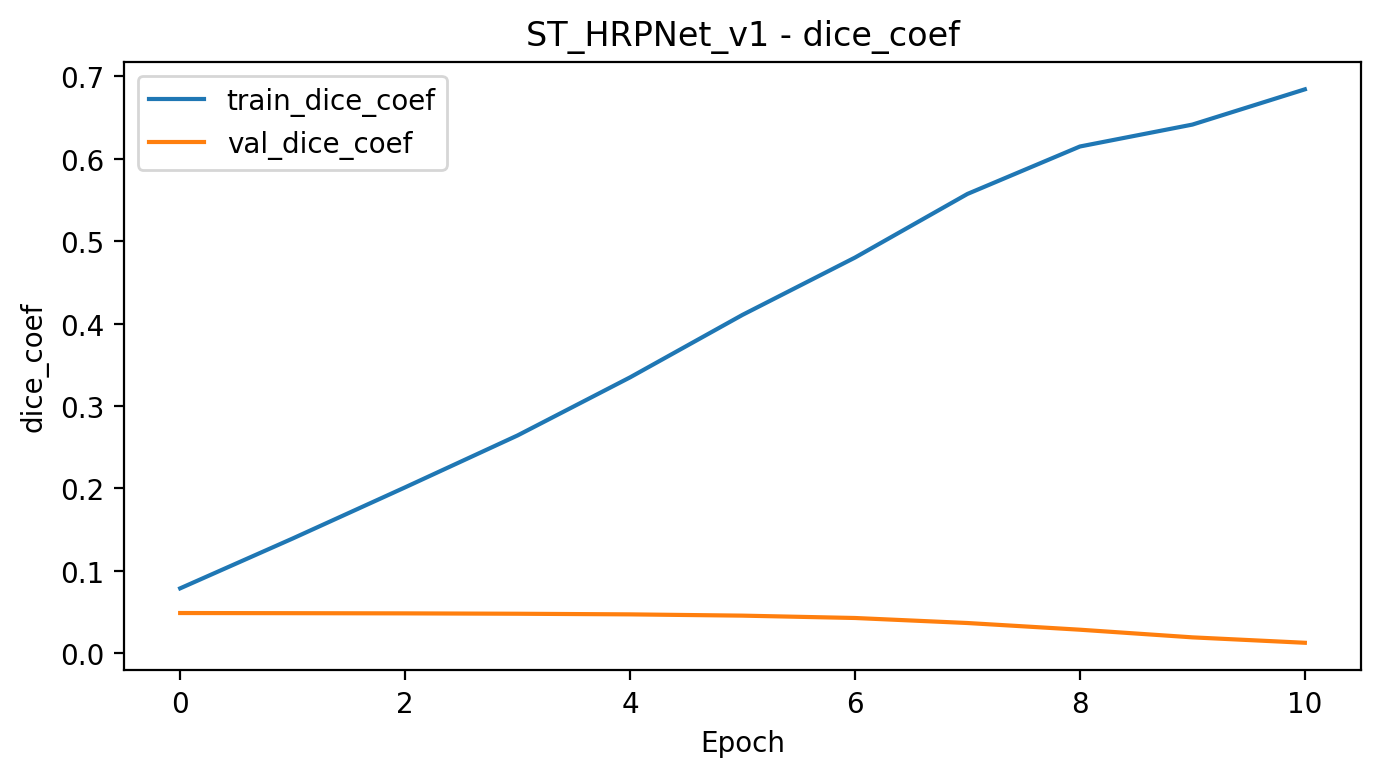 ST_HRPNet_v1 - dice_coef
train_dice_coef
val_dice_coef
dice_coef
0.7
0.6
0.5
0.4
0.3
0.2
0.1
0.0
0 2 4 6 8 10
Epoch